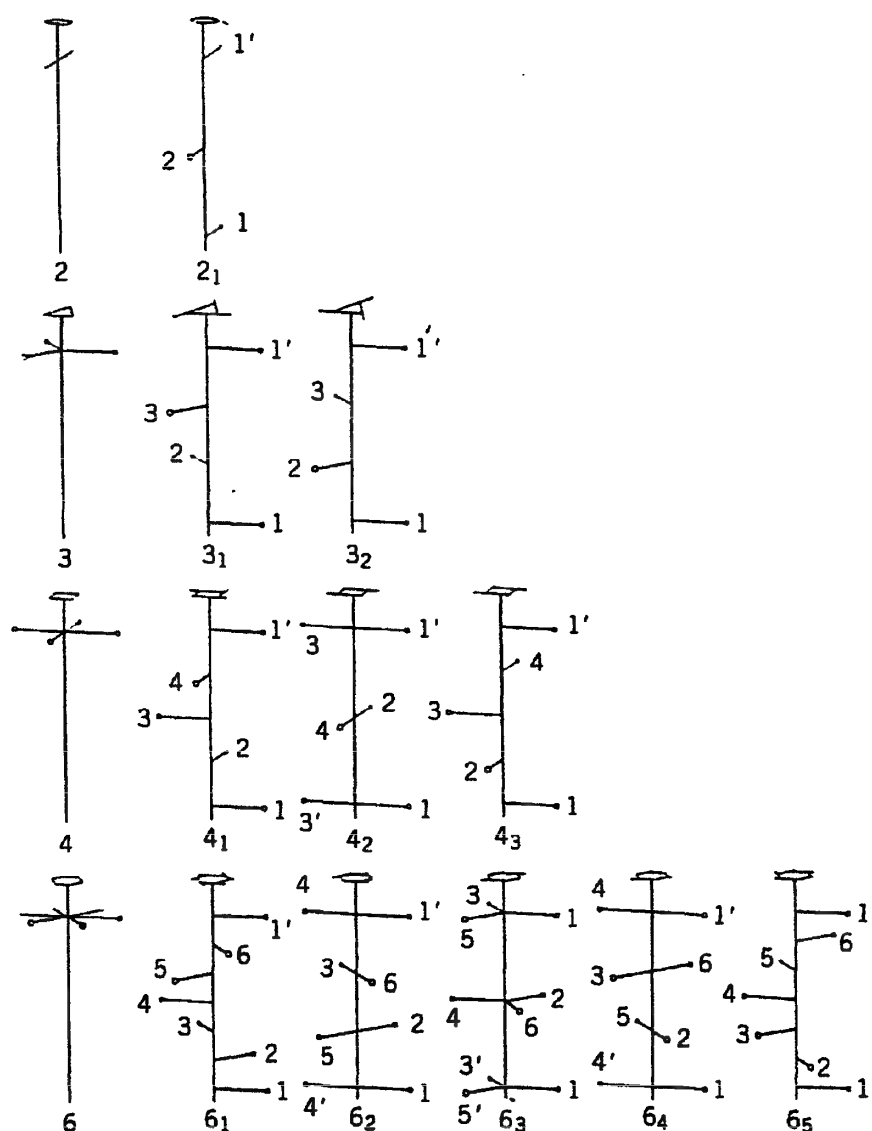 1'
2
1
2 2₁
1' 1'
3 3
2 2
1 1
3 3₁ 3₂
1' 3 1' 1'
4 4
3 4 2 3
2 2
1 3' 1 1
4 4₁ 4₂ 4₃
4 1' 3 5 1 4 1' 1
1'
6 3 6 3 6 5 6
5
4 4 2 6 4
3 5 2 5 2 3
2 2
1 4' 1 3' 5' 1 4' 1 1
6 6₁ 6₂ 6₃ 6₄ 6₅